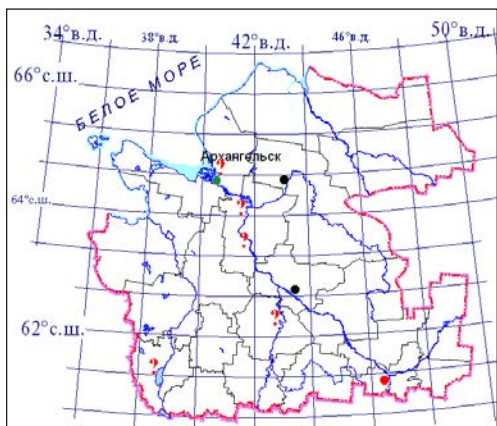 34°в.д.
38°в.д.
42°в.д.
46°в.д.
50°в.д.
66°с.ш.
БЕЛОЕ МОРЕ
Архангельск
?
64°с.ш.
?
?
?
62°с.ш.
?